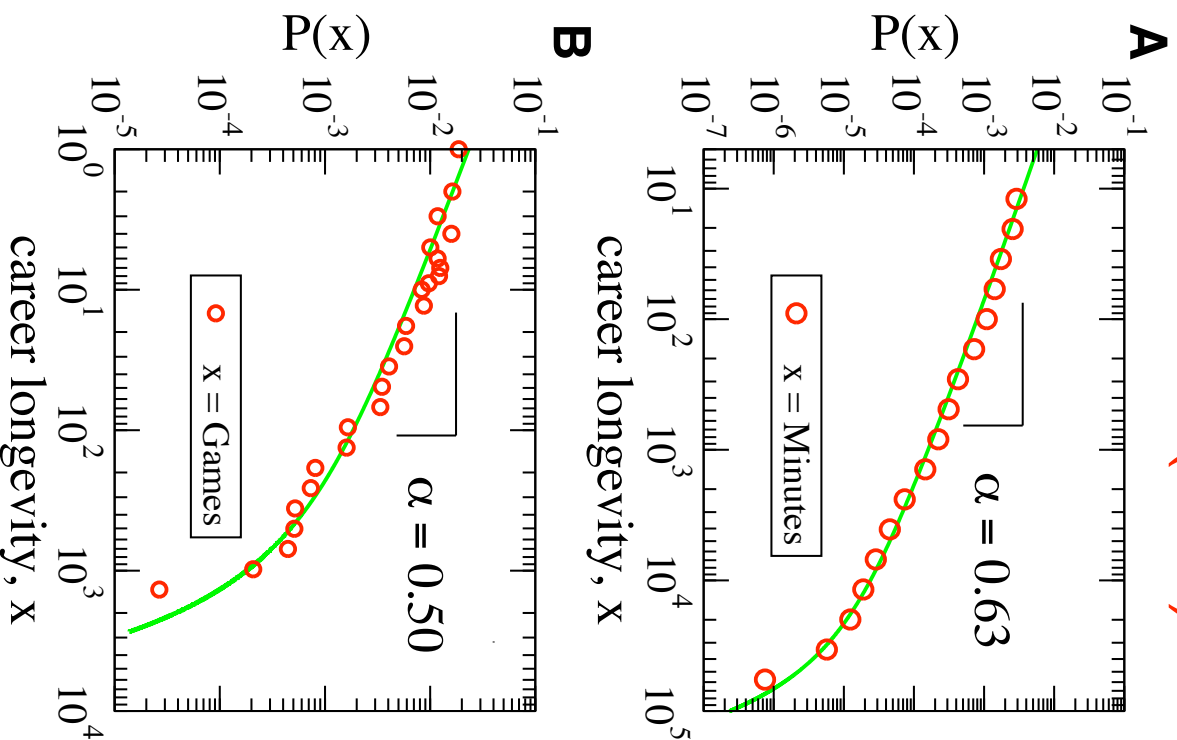 A
P(x)
10^-1
10^-2
10^-3
10^-4
10^-5
10^-6
10^-7
α = 0.63
x = Minutes
10^1
10^2
10^3
10^4
10^5
career longevity, x
B
P(x)
10^-1
10^-2
10^-3
10^-4
10^-5
α = 0.50
x = Games
10^0
10^1
10^2
10^3
10^4
career longevity, x